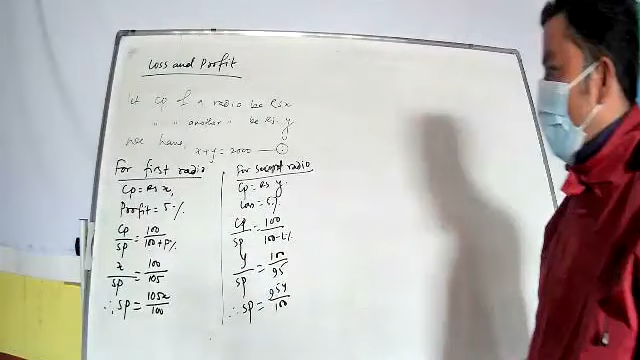 Loss and Profit
let CP of a radio be Rs x
" " another " be Rs. y
we have, x+y = 2000 — ①
For first radio
CP = Rs x,
Profit = 5%
CP/SP = 100/100+P%
x/SP = 100/105
∴ SP = 105x/100
For second radio
CP = Rs y.
Loss = 5%
CP/SP = 100/100-L%
y/SP = 100/95
∴ SP = 95y/100